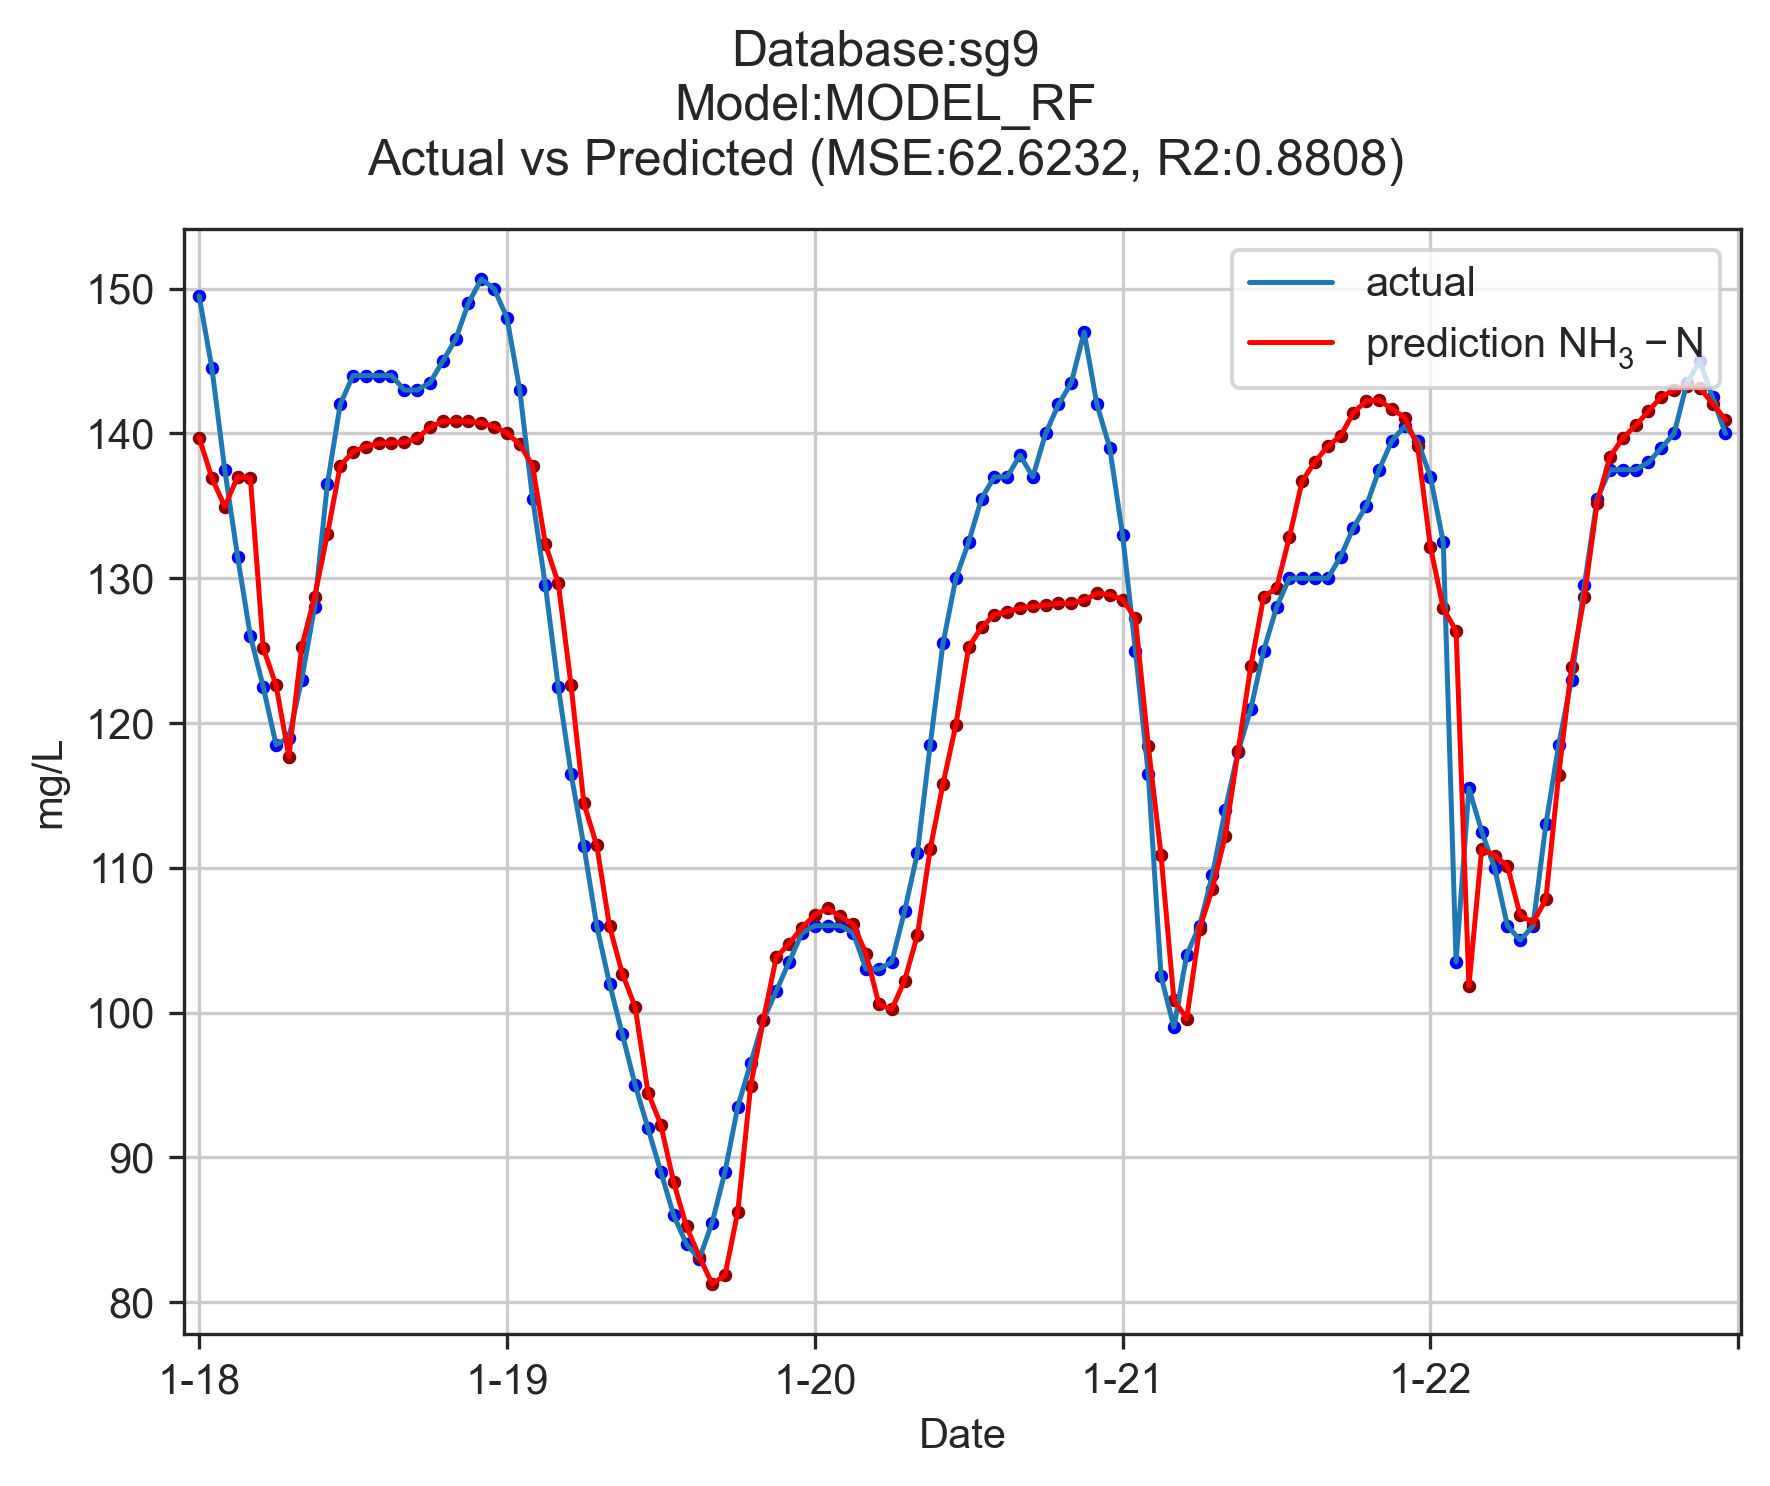 Database:sg9
Model:MODEL_RF
Actual vs Predicted (MSE:62.6232, R2:0.8808)
actual
prediction NH₃ − N
150
140
130
120
110
100
90
80
mg/L
1-18 1-19 1-20 1-21 1-22
Date